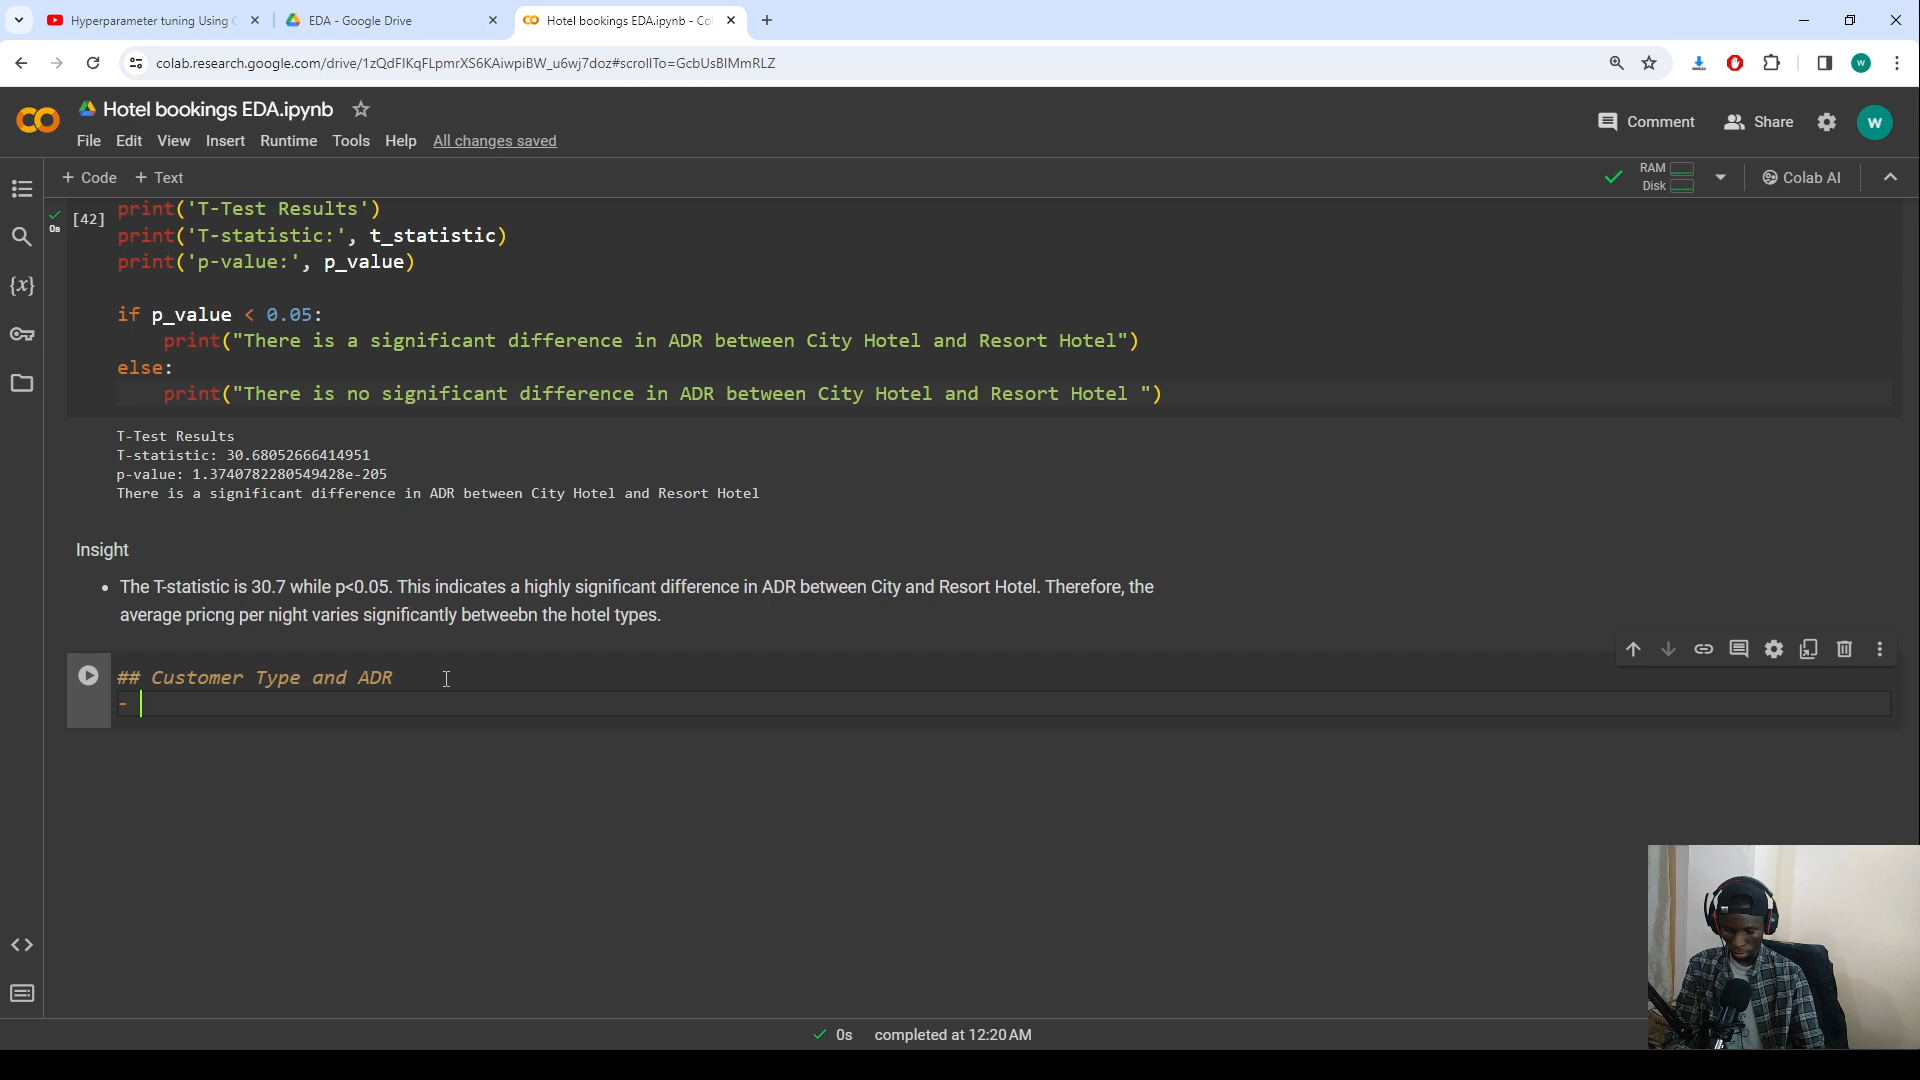 Hyperparameter tuning Using
EDA - Google Drive
Hotel bookings EDA.ipynb - Co
colab.research.google.com/drive/1zQdFlKqFLpmrXS6KAiwpiBW_u6wj7doz#scrollTo=GcbUsBIMmRLZ
W
Hotel bookings EDA.ipynb
Comment
Share
W
File Edit View Insert Runtime Tools Help All changes saved
+ Code + Text
RAM
Disk
Colab AI
0s
[42]
print('T-Test Results')
print('T-statistic:', t_statistic)
print('p-value:', p_value)
if p_value < 0.05:
print("There is a significant difference in ADR between City Hotel and Resort Hotel")
else:
print("There is no significant difference in ADR between City Hotel and Resort Hotel ")
T-Test Results
T-statistic: 30.68052666414951
p-value: 1.3740782280549428e-205
There is a significant difference in ADR between City Hotel and Resort Hotel
Insight
• The T-statistic is 30.7 while p<0.05. This indicates a highly significant difference in ADR between City and Resort Hotel. Therefore, the
average pricng per night varies significantly betweebn the hotel types.
## Customer Type and ADR
-
0s completed at 12:20 AM